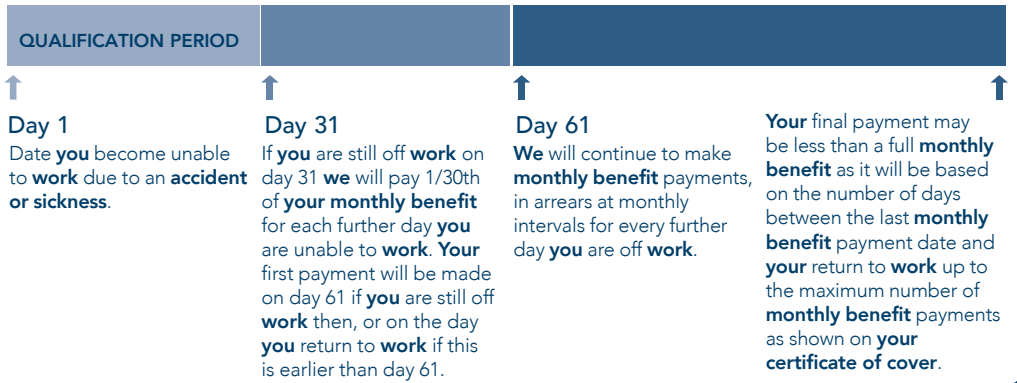 QUALIFICATION PERIOD
Day 1
Date you become unable
to work due to an accident
or sickness.
Day 31
If you are still off work on
day 31 we will pay 1/30th
of your monthly benefit
for each further day you
are unable to work. Your
first payment will be made
on day 61 if you are still off
work then, or on the day
you return to work if this
is earlier than day 61.
Day 61
We will continue to make
monthly benefit payments,
in arrears at monthly
intervals for every further
day you are off work.
Your final payment may
be less than a full monthly
benefit as it will be based
on the number of days
between the last monthly
benefit payment date and
your return to work up to
the maximum number of
monthly benefit payments
as shown on your
certificate of cover.